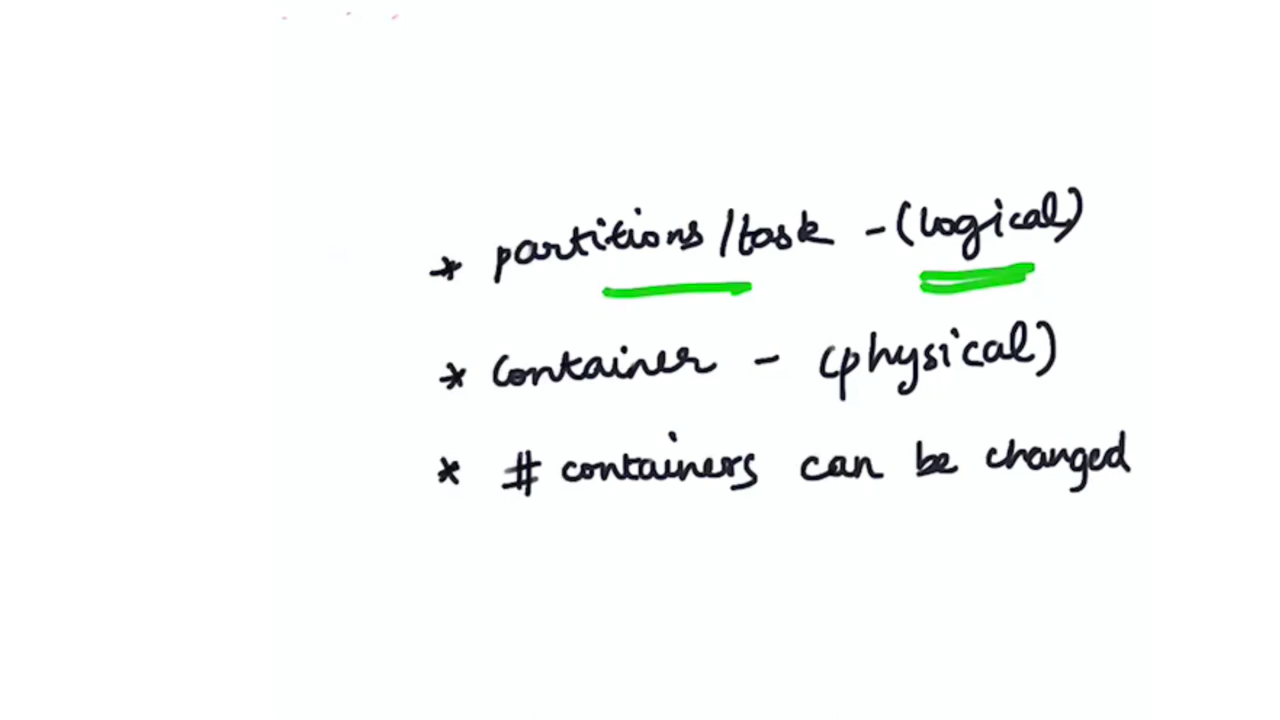 * partitions/task - (logical)
* container - (physical)
* # containers can be changed